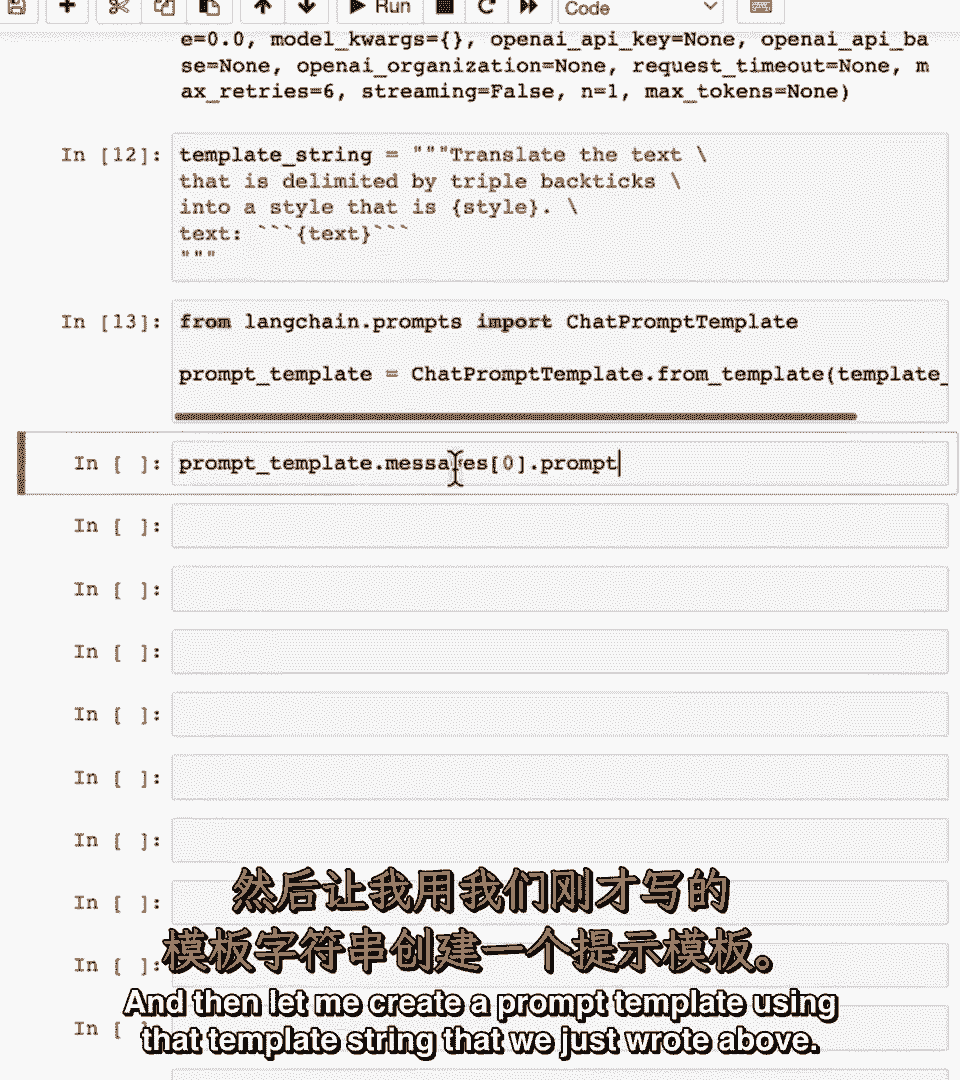 Run
Code
e=0.0, model_kwargs={}, openai_api_key=None, openai_api_ba
se=None, openai_organization=None, request_timeout=None, m
ax_retries=6, streaming=False, n=1, max_tokens=None)
In [12]: template_string = """Translate the text \
that is delimited by triple backticks \
into a style that is {style}. \
text: ```{text}```
"""
In [13]: from langchain.prompts import ChatPromptTemplate
prompt_template = ChatPromptTemplate.from_template(template_
In [ ]: prompt_template.messages[0].prompt
In [ ]:
In [ ]:
In [ ]:
In [ ]:
In [ ]:
In [ ]:
In [ ]:
In [ ]:
In [ ]:
然后让我用我们刚才写的
模板字符串创建一个提示模板。
And then let me create a prompt template using
that template string that we just wrote above.